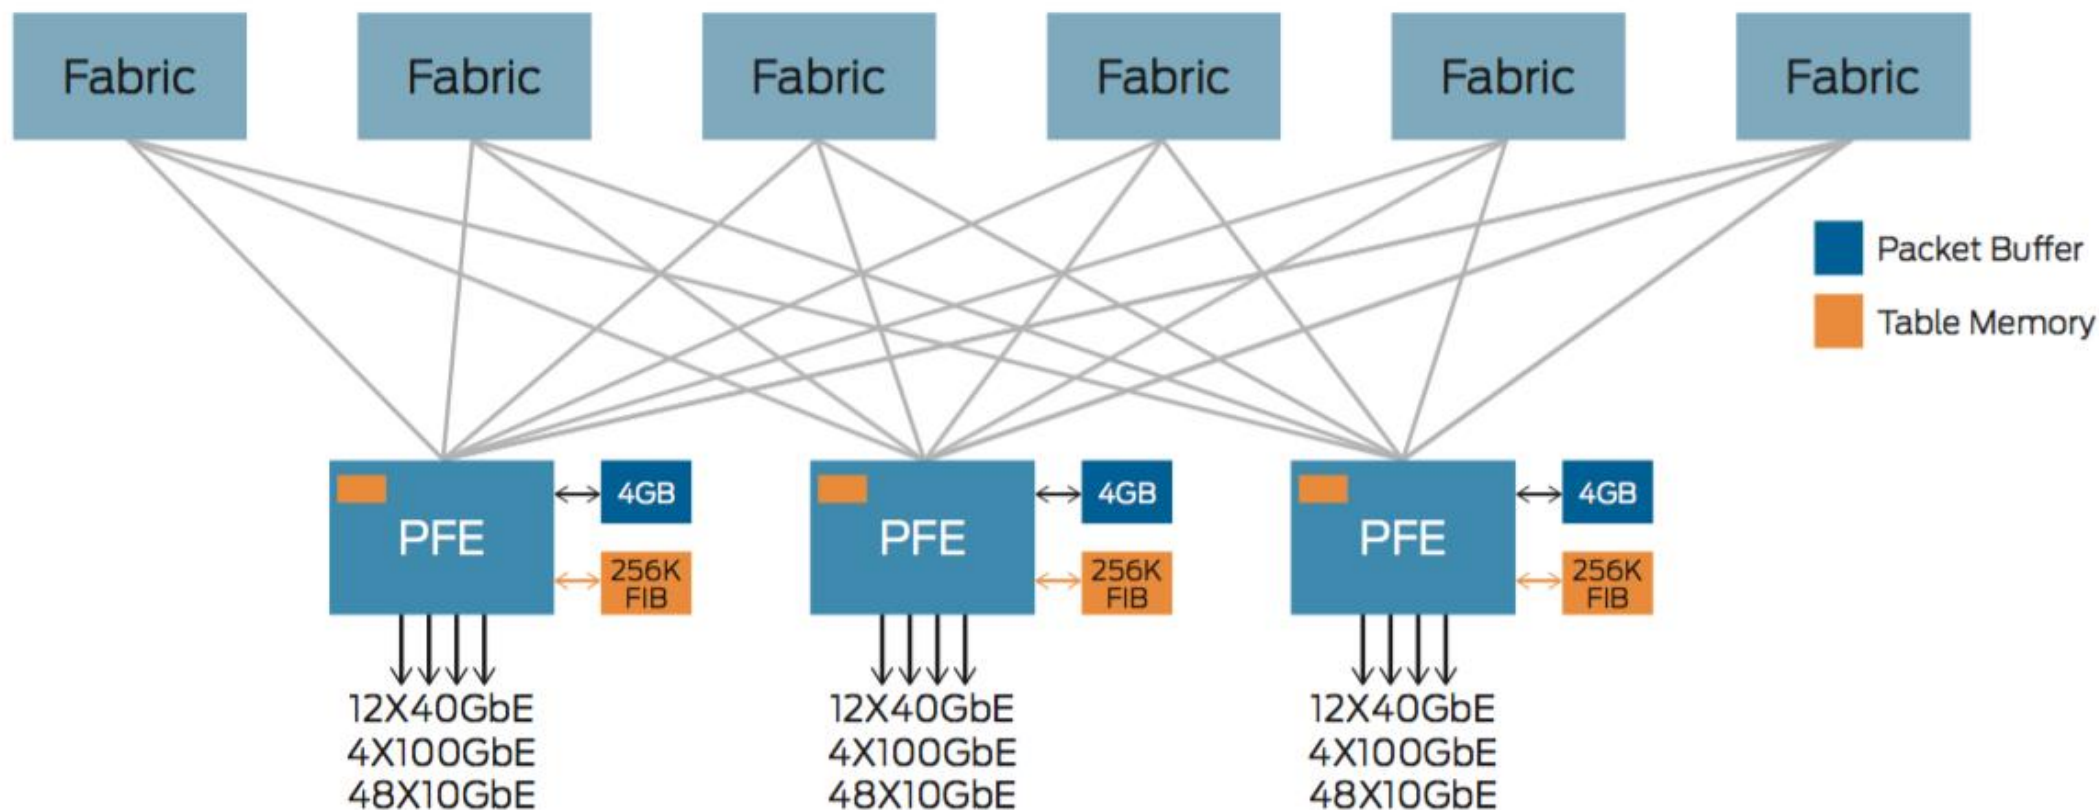 Fabric
Fabric
Fabric
Fabric
Fabric
Fabric
Packet Buffer
Table Memory
PFE
4GB
256K
FIB
PFE
4GB
256K
FIB
PFE
4GB
256K
FIB
12X40GbE
4X100GbE
48X10GbE
12X40GbE
4X100GbE
48X10GbE
12X40GbE
4X100GbE
48X10GbE